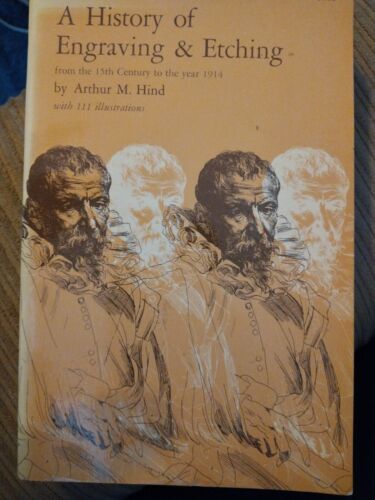 A History of
Engraving & Etching
from the 15th Century to the year 1914
by Arthur M. Hind
with 111 illustrations